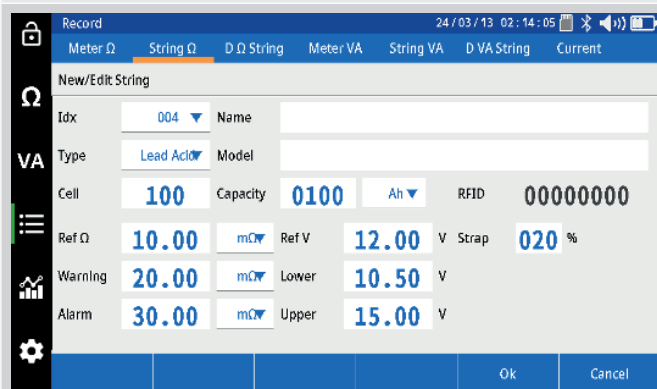 Record 24/03/13 02:14:05
Meter Ω String Ω D Ω String Meter VA String VA D VA String Current
New/Edit String
Ω
VA
Idx 004 Name
Type Lead Acid Model
Cell 100 Capacity 0100 Ah RFID 00000000
Ref Ω 10.00 mΩ Ref V 12.00 V Strap 020 %
Warning 20.00 mΩ Lower 10.50 V
Alarm 30.00 mΩ Upper 15.00 V
Ok Cancel